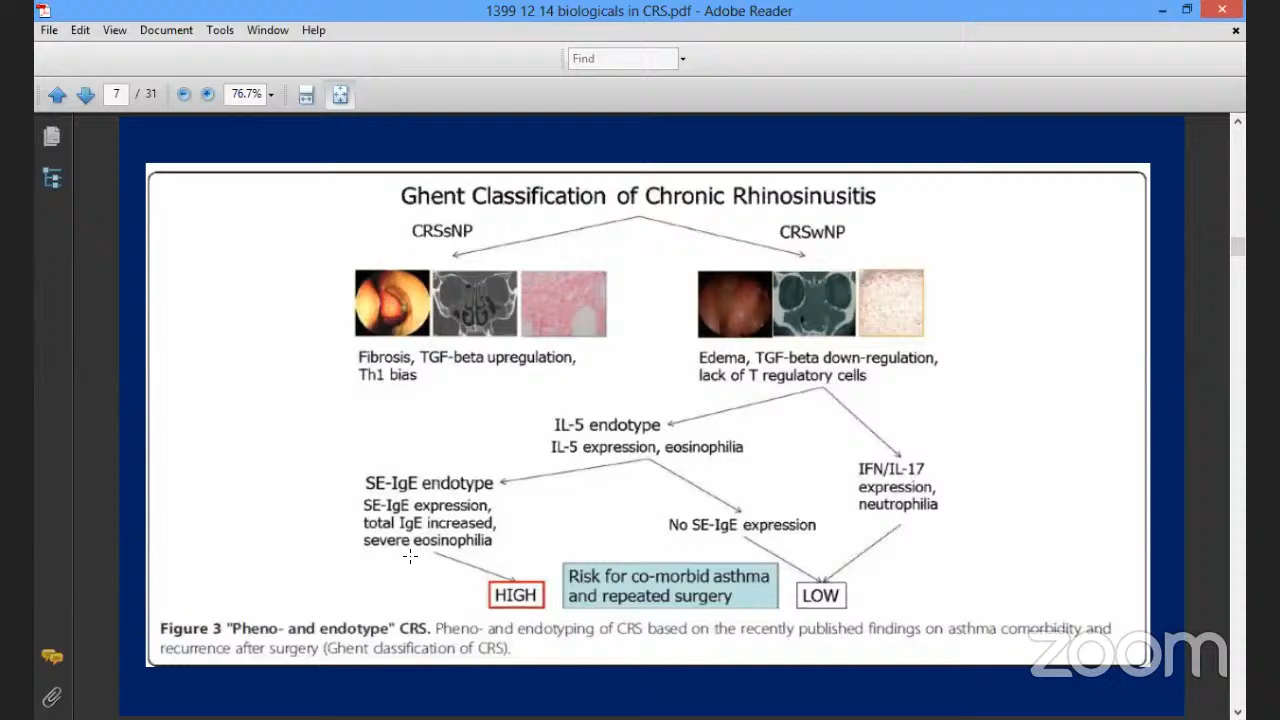 1399 12 14 biologicals in CRS.pdf - Adobe Reader
File Edit View Document Tools Window Help
Find
7 / 31 76.7%
Ghent Classification of Chronic Rhinosinusitis
CRSsNP
CRSwNP
Fibrosis, TGF-beta upregulation,
Th1 bias
Edema, TGF-beta down-regulation,
lack of T regulatory cells
IL-5 endotype
IL-5 expression, eosinophilia
IFN/IL-17
expression,
neutrophilia
SE-IgE endotype
SE-IgE expression,
total IgE increased,
severe eosinophilia
No SE-IgE expression
HIGH
Risk for co-morbid asthma
and repeated surgery
LOW
Figure 3 "Pheno- and endotype" CRS. Pheno- and endotyping of CRS based on the recently published findings on asthma comorbidity and
recurrence after surgery (Ghent classification of CRS).
zoom